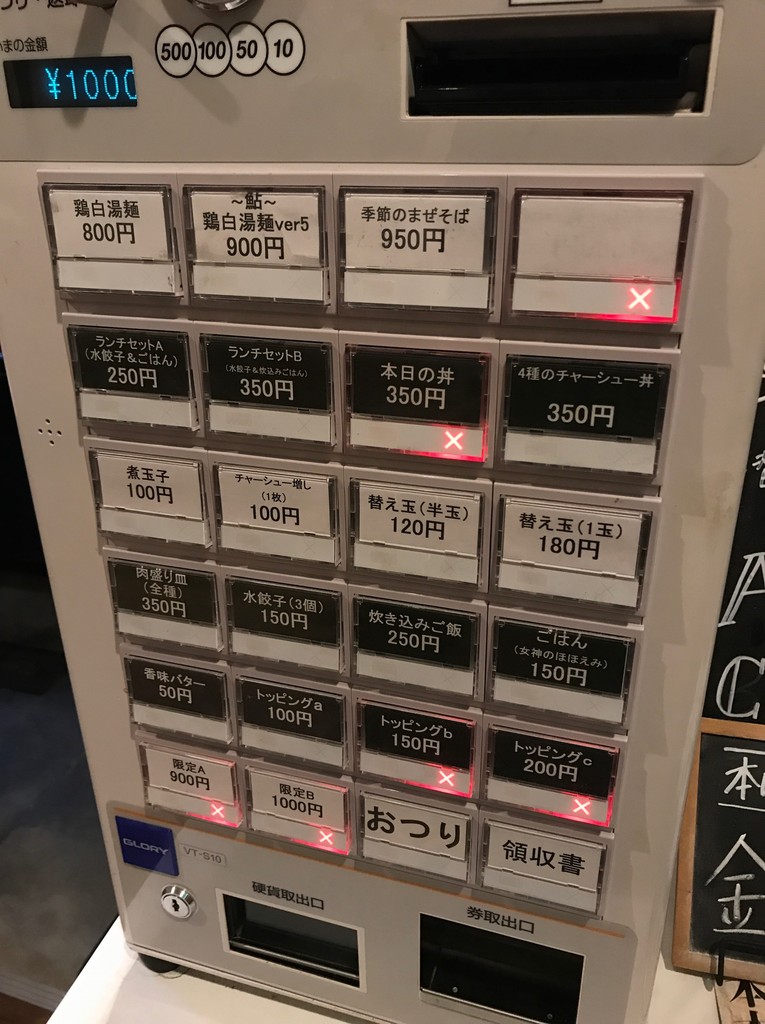 いまの金額
¥1000
500 100 50 10
鶏白湯麺
800円
~鮎~
鶏白湯麺ver5
900円
季節のまぜそば
950円
×
ランチセットA
(水餃子&ごはん)
250円
ランチセットB
(水餃子&炊込みごはん)
350円
本日の丼
350円
×
4種のチャーシュー丼
350円
煮玉子
100円
チャーシュー増し
(1枚)
100円
替え玉(半玉)
120円
替え玉(1玉)
180円
肉盛り皿
(全種)
350円
水餃子(3個)
150円
炊き込みご飯
250円
ごはん
(女神のほほえみ)
150円
香味バター
50円
トッピングa
100円
トッピングb
150円
×
トッピングc
200円
×
限定A
900円
×
限定B
1000円
×
おつり
領収書
GLORY
VT-S10
硬貨取出口
券取出口
A
C
金